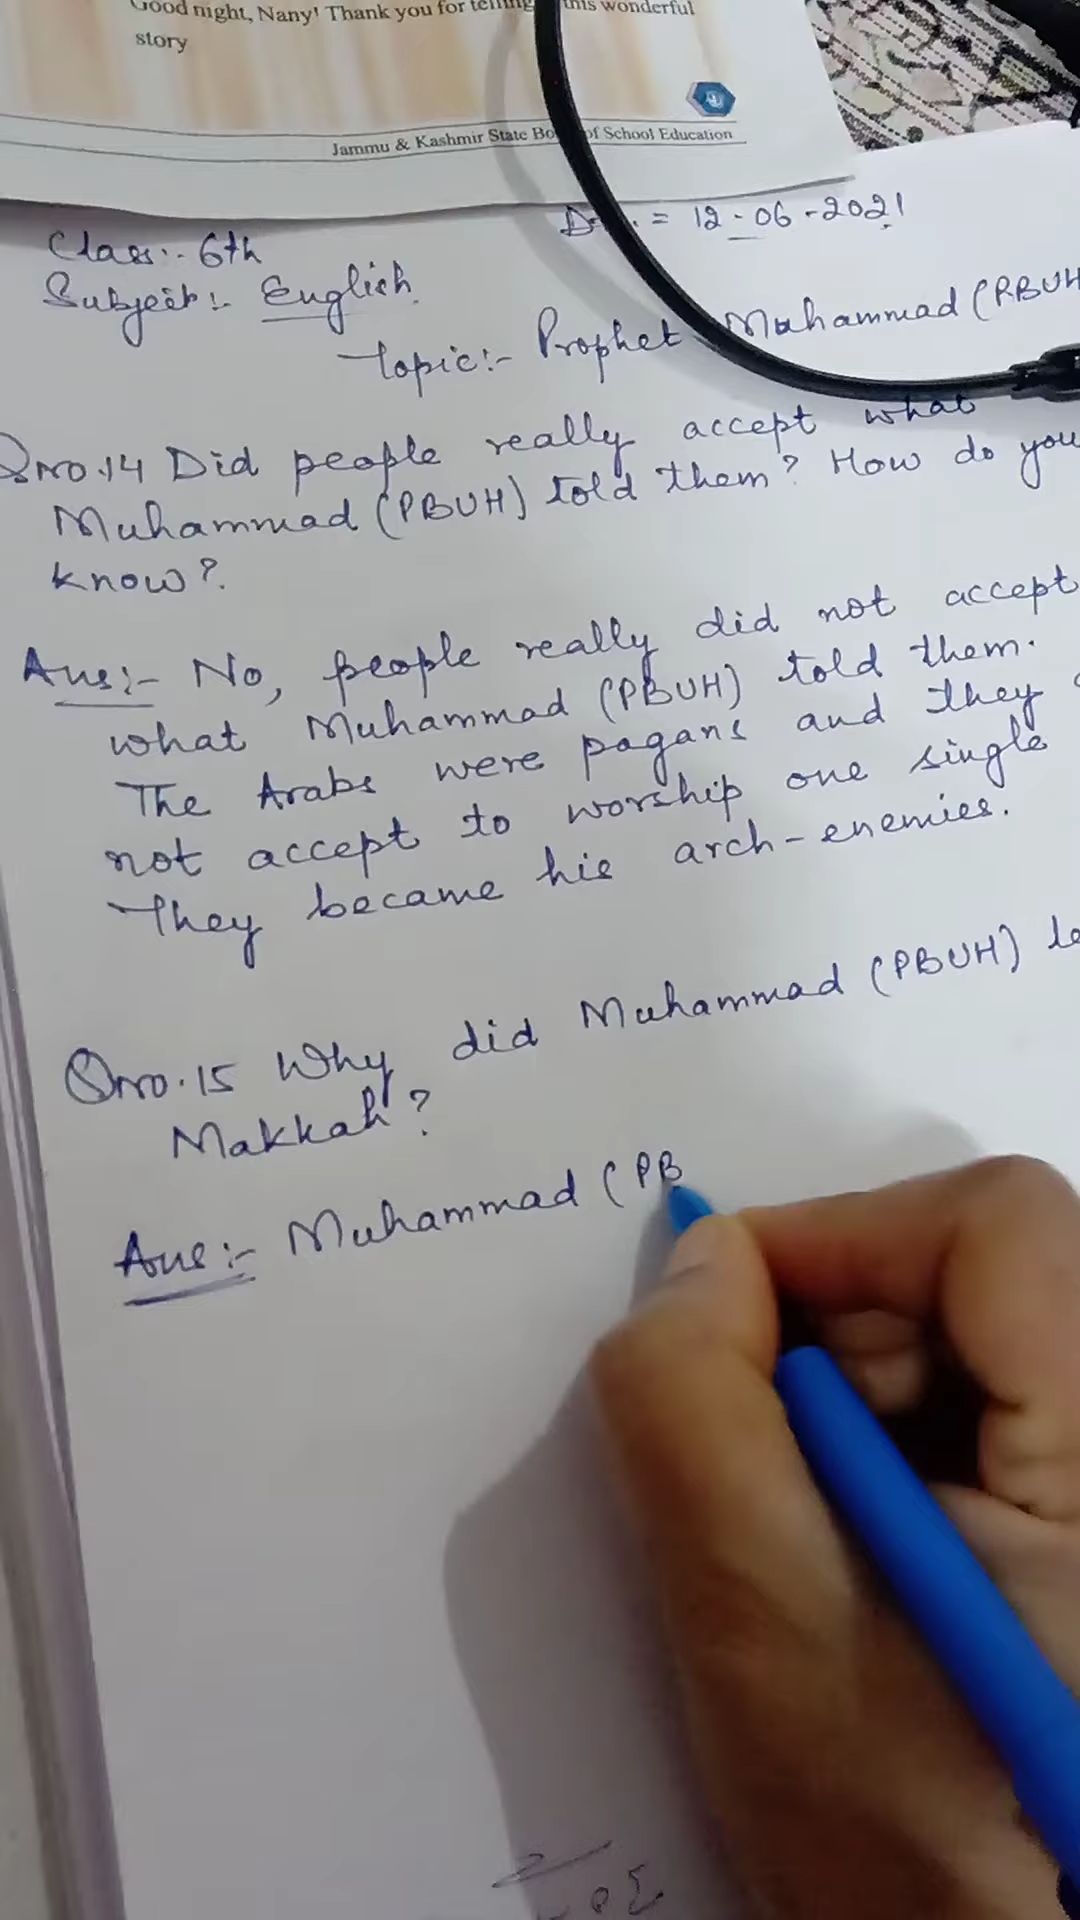 Good night, Nany! Thank you for telling this wonderful
story
Jammu & Kashmir State Bo of School Education
= 12-06-2021
Class:- 6th
Subject:- English
Topic:- Prophet Muhammad (PBUH
Qno.14 Did people really accept what
Muhammad (PBUH) told them? How do you
know?
Ans:- No, people really did not accept
what Muhammad (PBUH) told them.
The Arabs were pagans and they
not accept to worship one single
They became his arch-enemies.
Qno.15 Why did Muhammad (PBUH) le
Makkah?
Ans:- Muhammad (PB